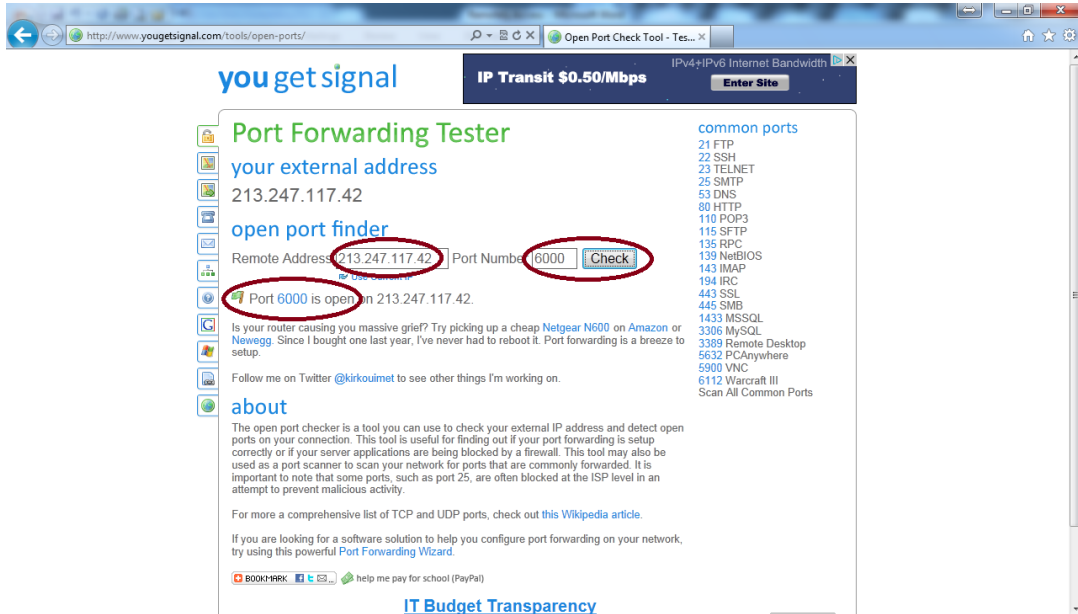 http://www.yougetsignal.com/tools/open-ports/
Open Port Check Tool - Tes...
you get signal
IP Transit $0.50/Mbps
IPv4+IPv6 Internet Bandwidth
Enter Site
Port Forwarding Tester
your external address
213.247.117.42
open port finder
Remote Address 213.247.117.42 Port Number 6000 Check
Use Current IP
Port 6000 is open on 213.247.117.42.
Is your router causing you massive grief? Try picking up a cheap Netgear N600 on Amazon or
Newegg. Since I bought one last year, I've never had to reboot it. Port forwarding is a breeze to
setup.
Follow me on Twitter @kirkouimet to see other things I'm working on.
about
The open port checker is a tool you can use to check your external IP address and detect open
ports on your connection. This tool is useful for finding out if your port forwarding is setup
correctly or if your server applications are being blocked by a firewall. This tool may also be
used as a port scanner to scan your network for ports that are commonly forwarded. It is
important to note that some ports, such as port 25, are often blocked at the ISP level in an
attempt to prevent malicious activity.
For more a comprehensive list of TCP and UDP ports, check out this Wikipedia article.
If you are looking for a software solution to help you configure port forwarding on your network,
try using this powerful Port Forwarding Wizard.
BOOKMARK
help me pay for school (PayPal)
IT Budget Transparency
common ports
21 FTP
22 SSH
23 TELNET
25 SMTP
53 DNS
80 HTTP
110 POP3
115 SFTP
135 RPC
139 NetBIOS
143 IMAP
194 IRC
443 SSL
445 SMB
1433 MSSQL
3306 MySQL
3389 Remote Desktop
5632 PCAnywhere
5900 VNC
6112 Warcraft III
Scan All Common Ports